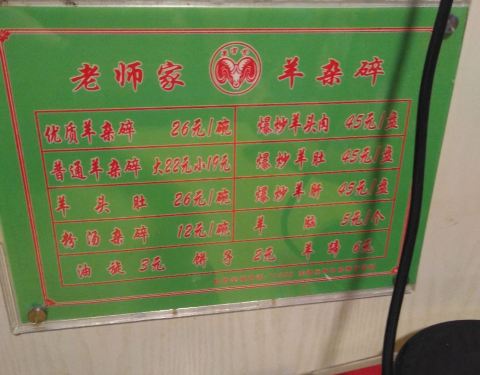 老师家 羊杂碎
优质羊杂碎 26元/碗 爆炒羊头肉 45元/盘
普通羊杂碎 大22元小19元 爆炒羊肚 45元/盘
羊头肚 26元/碗 爆炒羊肝 45元/盘
粉汤杂碎 12元/碗 羊脑 5元/个
油旋 3元 饼子 2元 羊蹄 6元